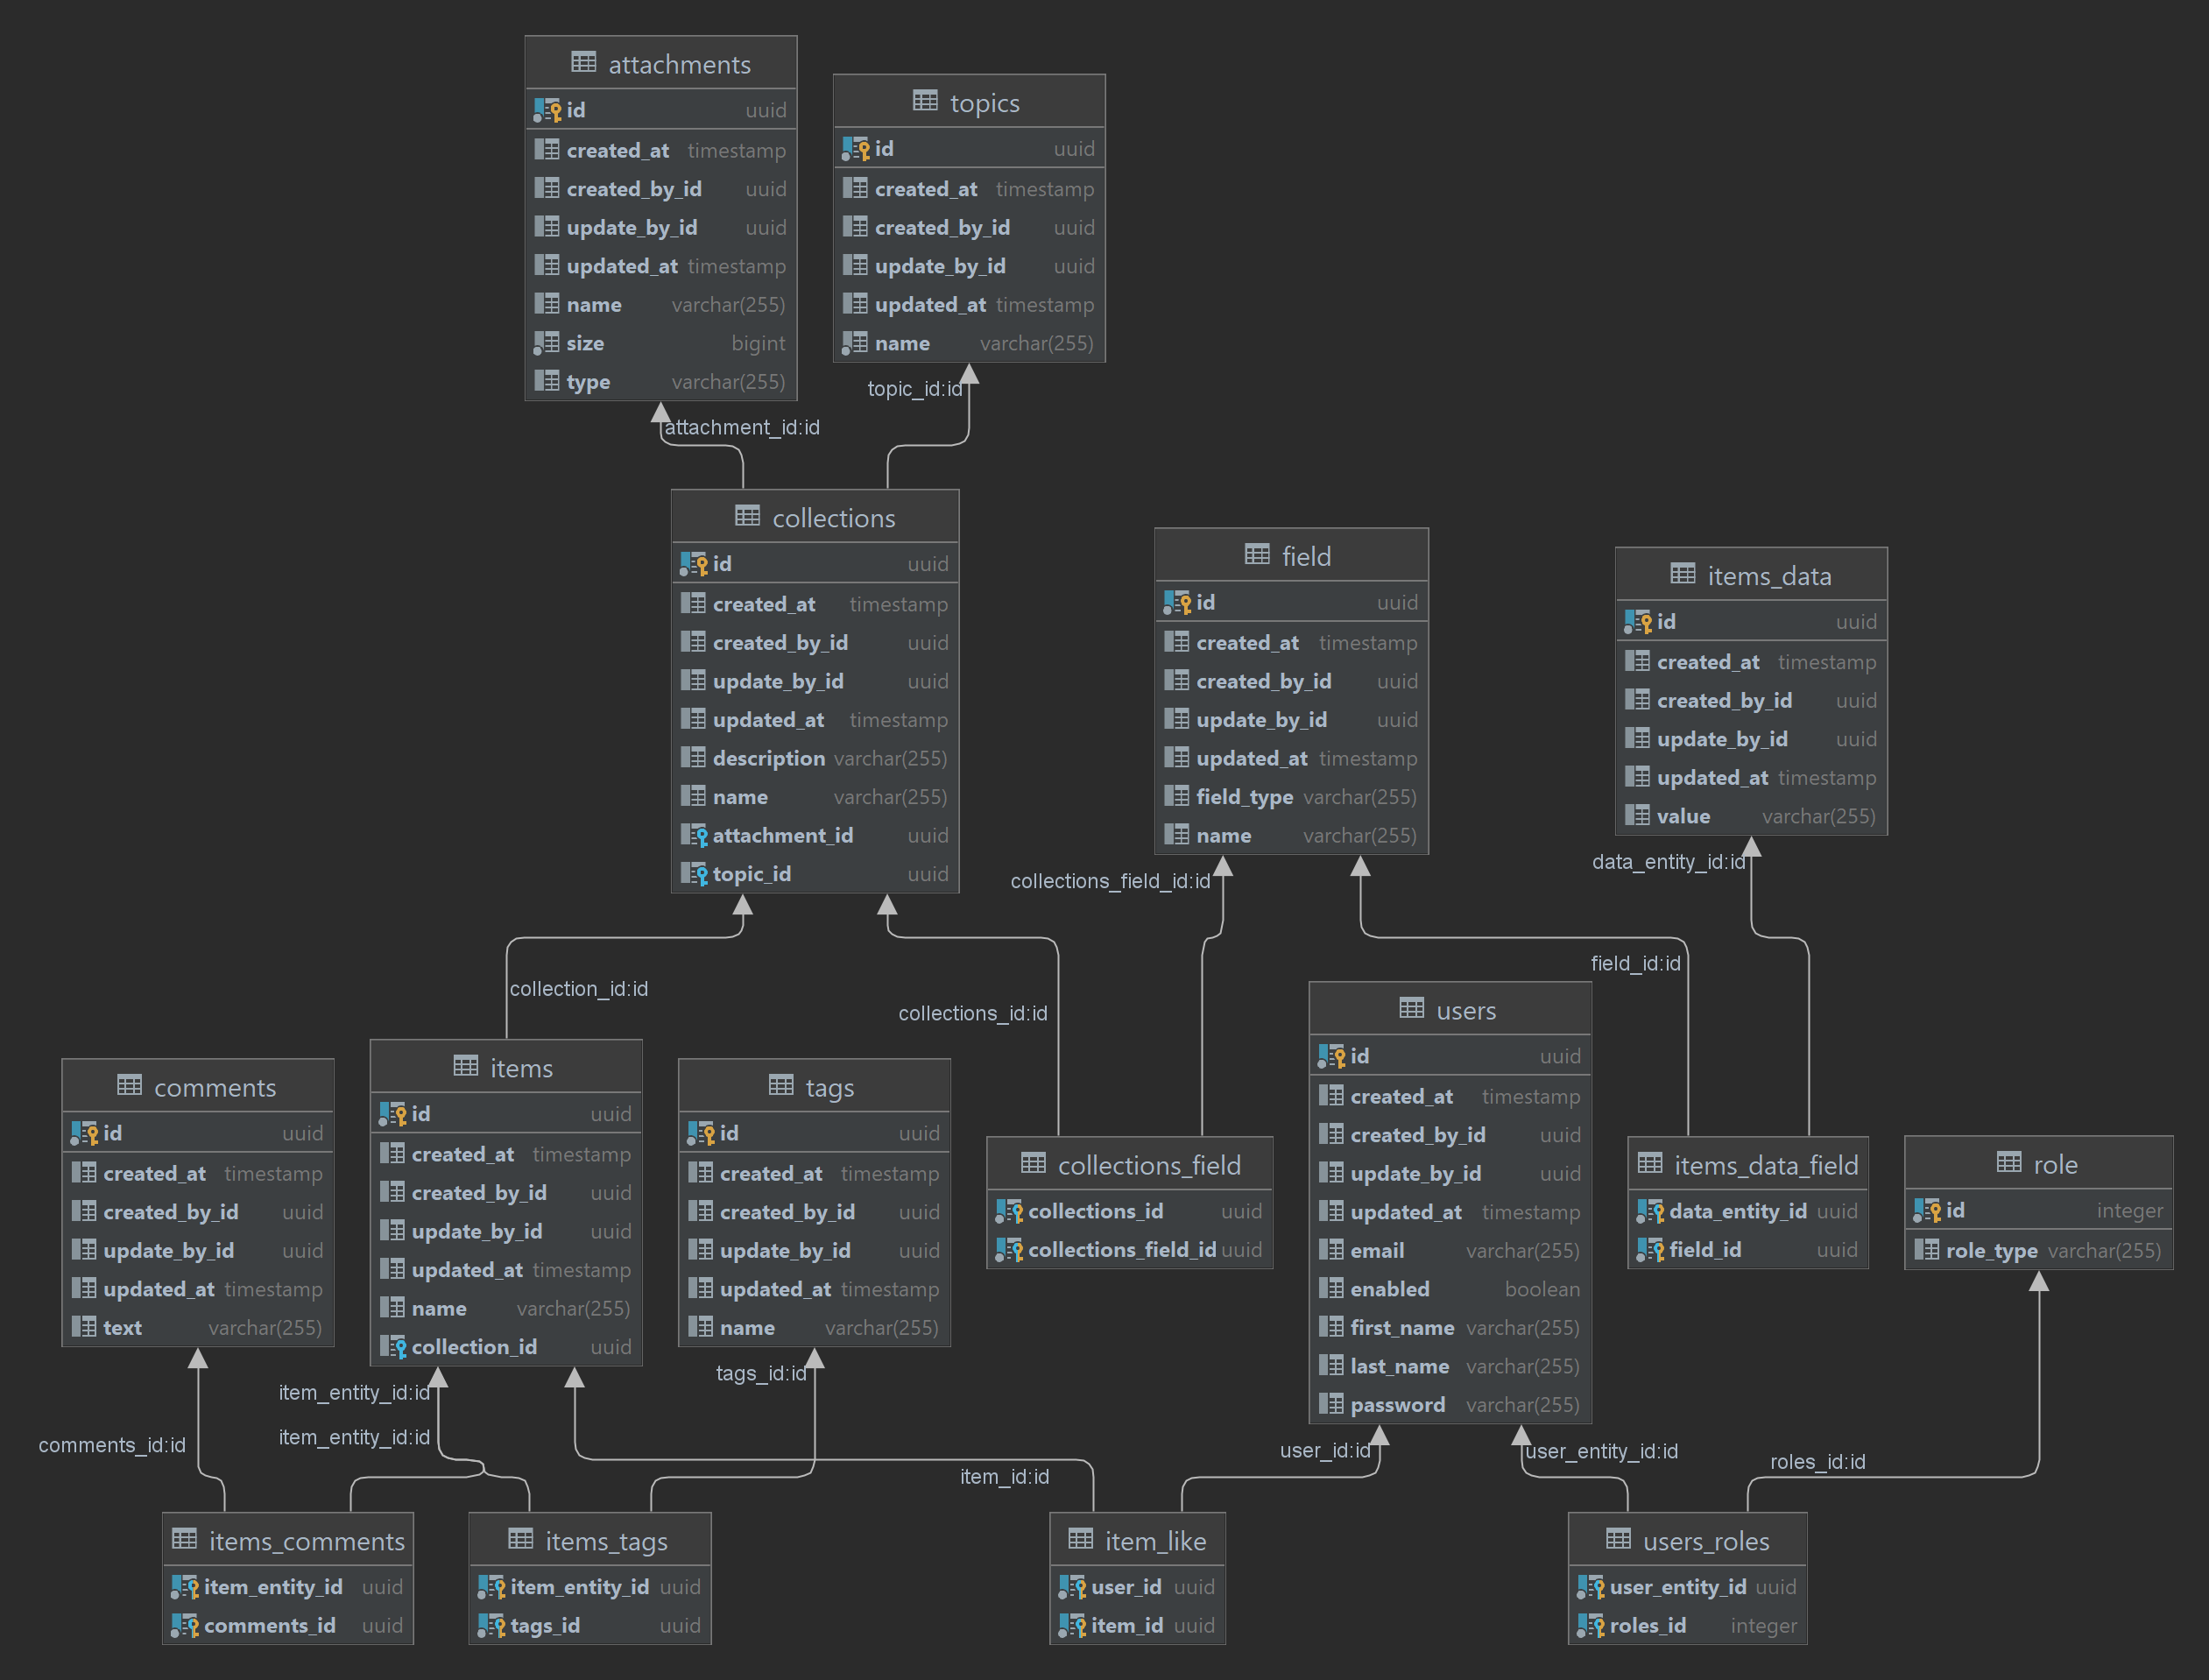 attachments
id uuid
created_at timestamp
created_by_id uuid
update_by_id uuid
updated_at timestamp
name varchar(255)
size bigint
type varchar(255)
topics
id uuid
created_at timestamp
created_by_id uuid
update_by_id uuid
updated_at timestamp
name varchar(255)
topic_id:id
attachment_id:id
collections
id uuid
created_at timestamp
created_by_id uuid
update_by_id uuid
updated_at timestamp
description varchar(255)
name varchar(255)
attachment_id uuid
topic_id uuid
field
id uuid
created_at timestamp
created_by_id uuid
update_by_id uuid
updated_at timestamp
field_type varchar(255)
name varchar(255)
items_data
id uuid
created_at timestamp
created_by_id uuid
update_by_id uuid
updated_at timestamp
value varchar(255)
data_entity_id:id
collections_field_id:id
field_id:id
collection_id:id
collections_id:id
comments
id uuid
created_at timestamp
created_by_id uuid
update_by_id uuid
updated_at timestamp
text varchar(255)
items
id uuid
created_at timestamp
created_by_id uuid
update_by_id uuid
updated_at timestamp
name varchar(255)
collection_id uuid
tags
id uuid
created_at timestamp
created_by_id uuid
update_by_id uuid
updated_at timestamp
name varchar(255)
collections_field
collections_id uuid
collections_field_id uuid
users
id uuid
created_at timestamp
created_by_id uuid
update_by_id uuid
updated_at timestamp
email varchar(255)
enabled boolean
first_name varchar(255)
last_name varchar(255)
password varchar(255)
items_data_field
data_entity_id uuid
field_id uuid
role
id integer
role_type varchar(255)
tags_id:id
item_entity_id:id
item_entity_id:id
comments_id:id
item_id:id
user_id:id
user_entity_id:id
roles_id:id
items_comments
item_entity_id uuid
comments_id uuid
items_tags
item_entity_id uuid
tags_id uuid
item_like
user_id uuid
item_id uuid
users_roles
user_entity_id uuid
roles_id integer